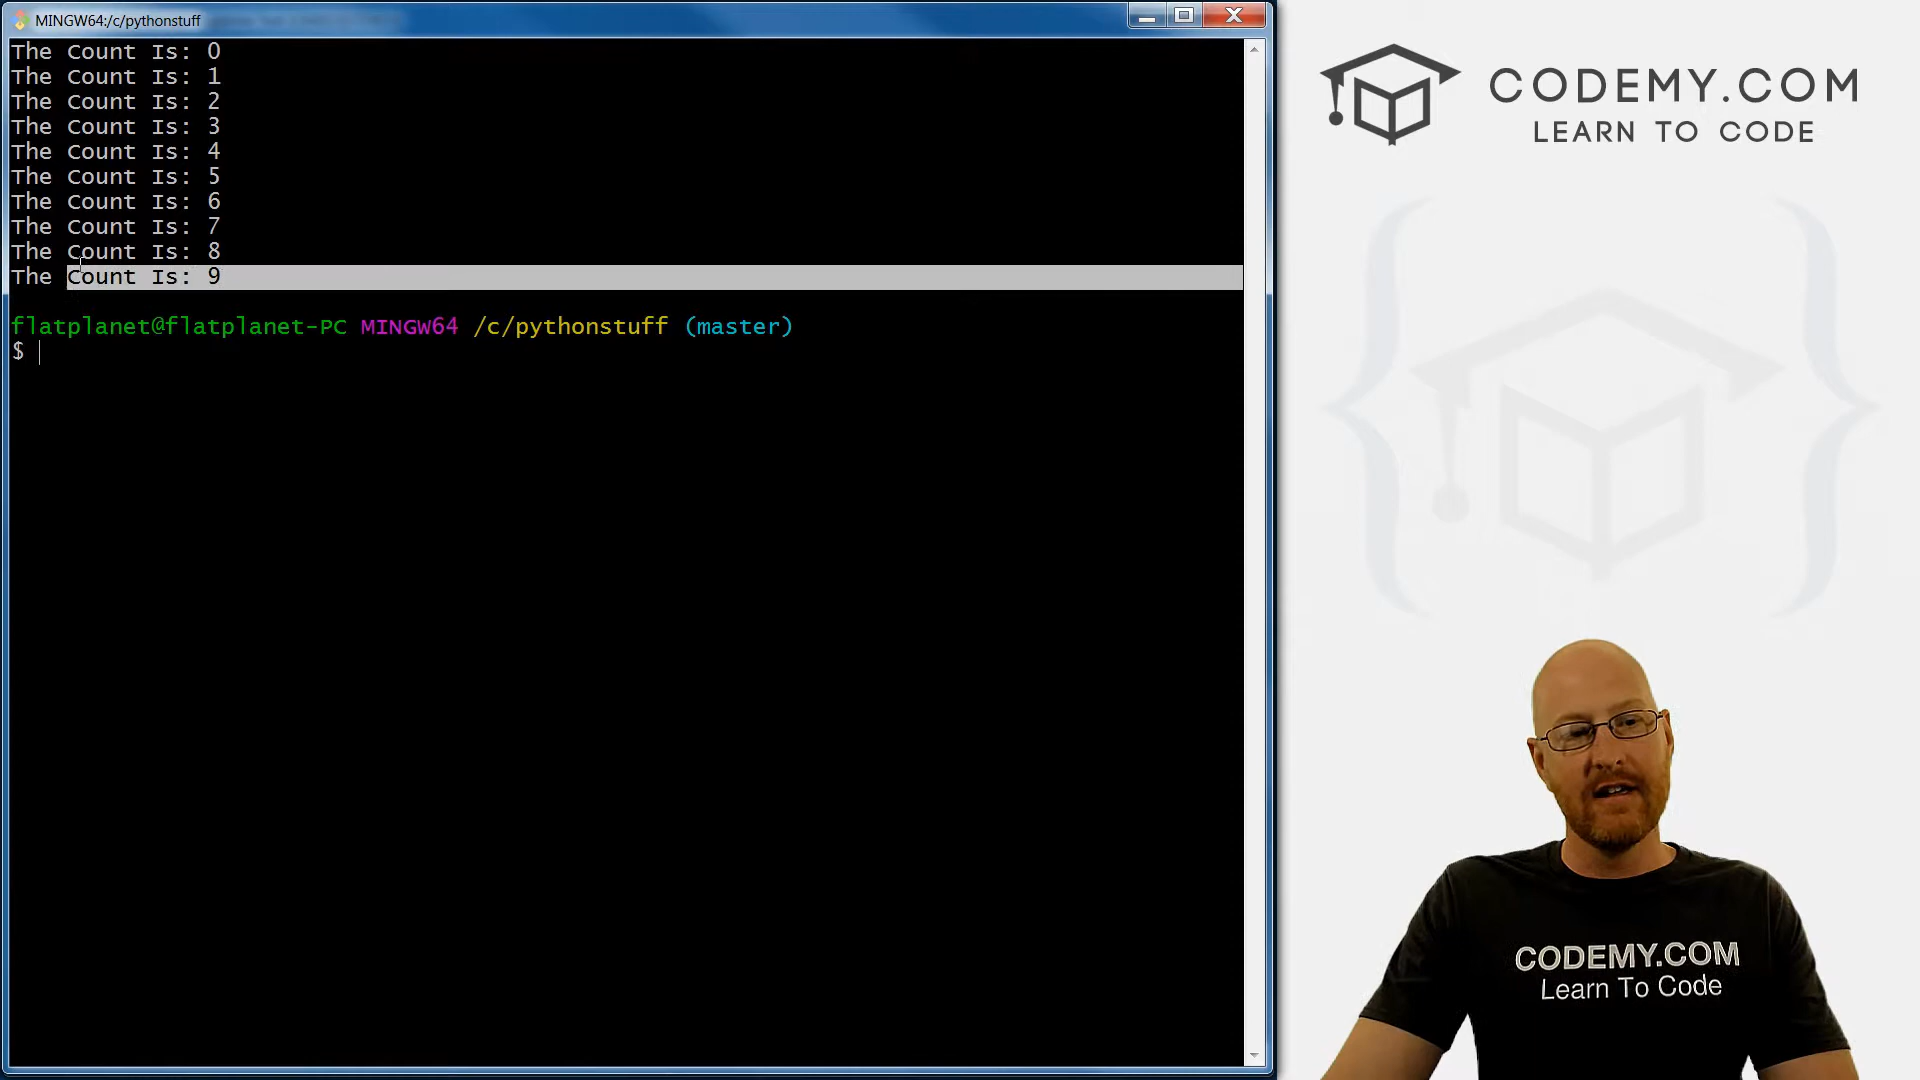 MINGW64:/c/pythonstuff
The Count Is: 0
The Count Is: 1
The Count Is: 2
The Count Is: 3
The Count Is: 4
The Count Is: 5
The Count Is: 6
The Count Is: 7
The Count Is: 8
The Count Is: 9
flatplanet@flatplanet-PC MINGW64 /c/pythonstuff (master)
$
CODEMY.COM
LEARN TO CODE
CODEMY.COM
Learn To Code